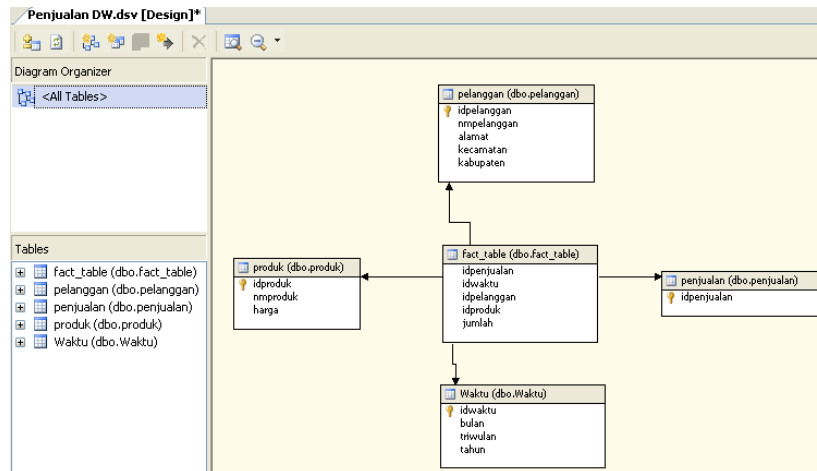 Penjualan DW.dsv [Design]*
Diagram Organizer
<All Tables>
Tables
fact_table (dbo.fact_table)
pelanggan (dbo.pelanggan)
penjualan (dbo.penjualan)
produk (dbo.produk)
Waktu (dbo.Waktu)
pelanggan (dbo.pelanggan)
idpelanggan
nmpelanggan
alamat
kecamatan
kabupaten
produk (dbo.produk)
idproduk
nmproduk
harga
fact_table (dbo.fact_table)
idpenjualan
idwaktu
idpelanggan
idproduk
jumlah
penjualan (dbo.penjualan)
idpenjualan
Waktu (dbo.Waktu)
idwaktu
bulan
triwulan
tahun